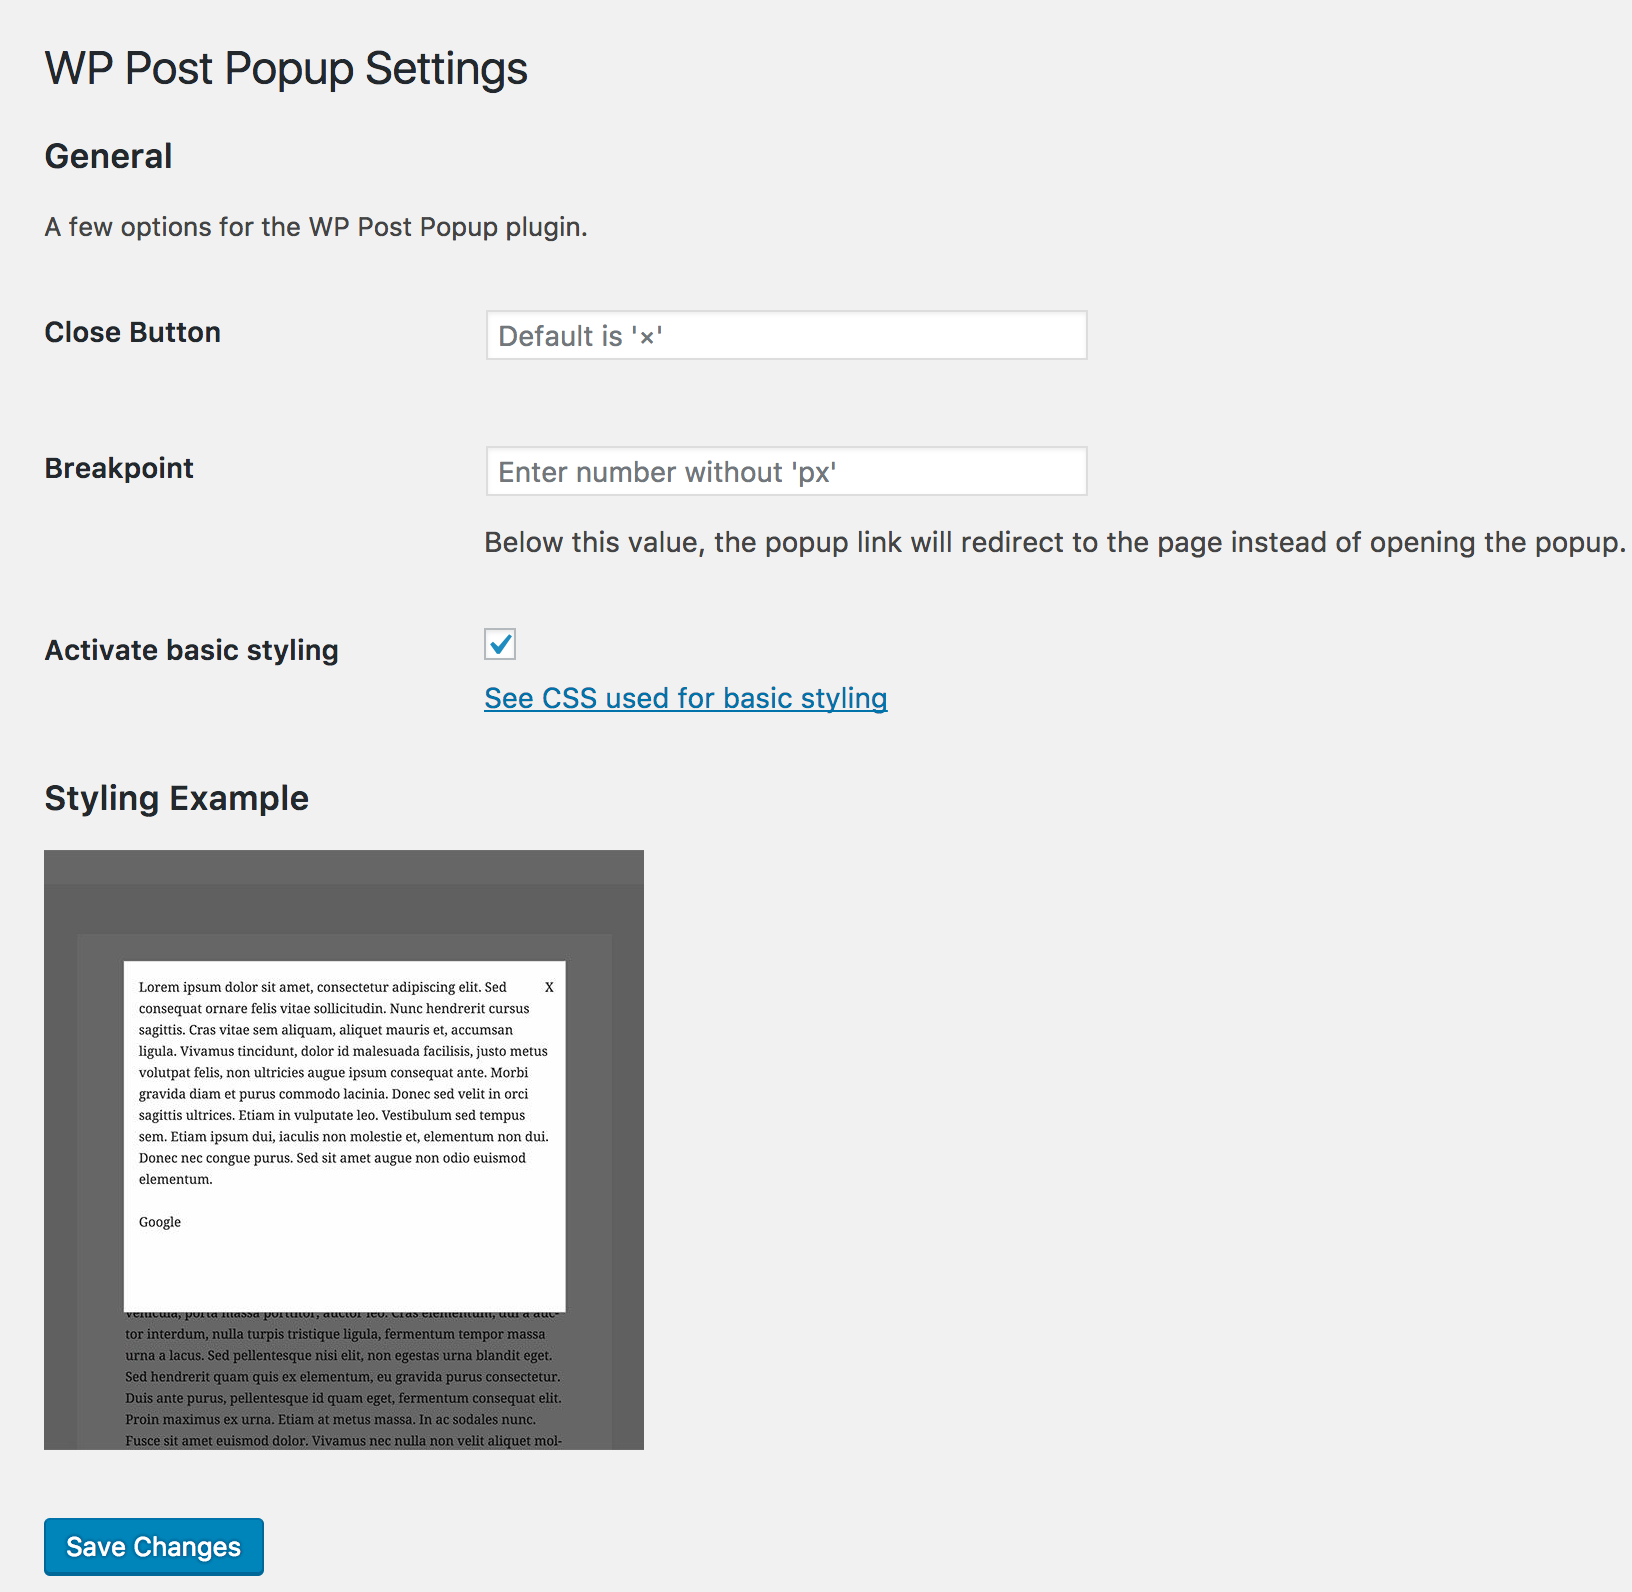 WP Post Popup Settings
General
A few options for the WP Post Popup plugin.
Close Button
Default is '×'
Breakpoint
Enter number without 'px'
Below this value, the popup link will redirect to the page instead of opening the popup.
Activate basic styling
See CSS used for basic styling
Styling Example
Lorem ipsum dolor sit amet, consectetur adipiscing elit. Sed X
consequat ornare felis vitae sollicitudin. Nunc hendrerit cursus
sagittis. Cras vitae sem aliquam, aliquet mauris et, accumsan
ligula. Vivamus tincidunt, dolor id malesuada facilisis, justo metus
volutpat felis, non ultricies augue ipsum consequat ante. Morbi
gravida diam et purus commodo lacinia. Donec sed velit in orci
sagittis ultrices. Etiam in vulputate leo. Vestibulum sed tempus
sem. Etiam ipsum dui, iaculis non molestie et, elementum non dui.
Donec nec congue purus. Sed sit amet augue non odio euismod
elementum.
Google
vehicula, porta massa porttitor, auctor leo. Cras elementum, dui a auc-
tor interdum, nulla turpis tristique ligula, fermentum tempor massa
urna a lacus. Sed pellentesque nisi elit, non egestas urna blandit eget.
Sed hendrerit quam quis ex elementum, eu gravida purus consectetur.
Duis ante purus, pellentesque id quam eget, fermentum consequat elit.
Proin maximus ex urna. Etiam at metus massa. In ac sodales nunc.
Fusce sit amet euismod dolor. Vivamus nec nulla non velit aliquet mol-
Save Changes